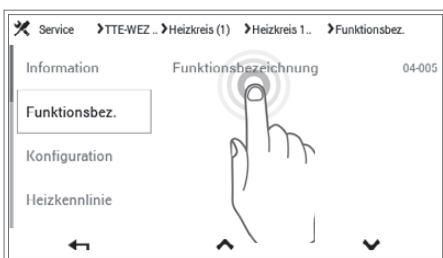 Service >TTE-WEZ .. >Heizkreis (1) >Heizkreis 1.. >Funktionsbez.
Information Funktionsbezeichnung 04-005
Funktionsbez.
Konfiguration
Heizkennlinie